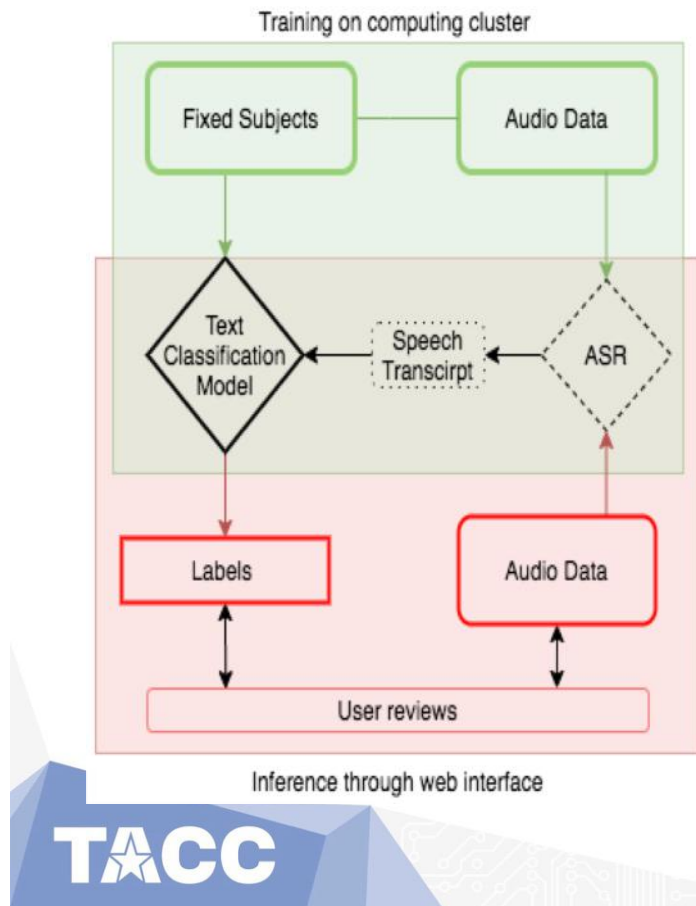 Training on computing cluster
Fixed Subjects
Audio Data
Text
Classification
Model
Speech
Transcirpt
ASR
Labels
Audio Data
User reviews
Inference through web interface
TACC